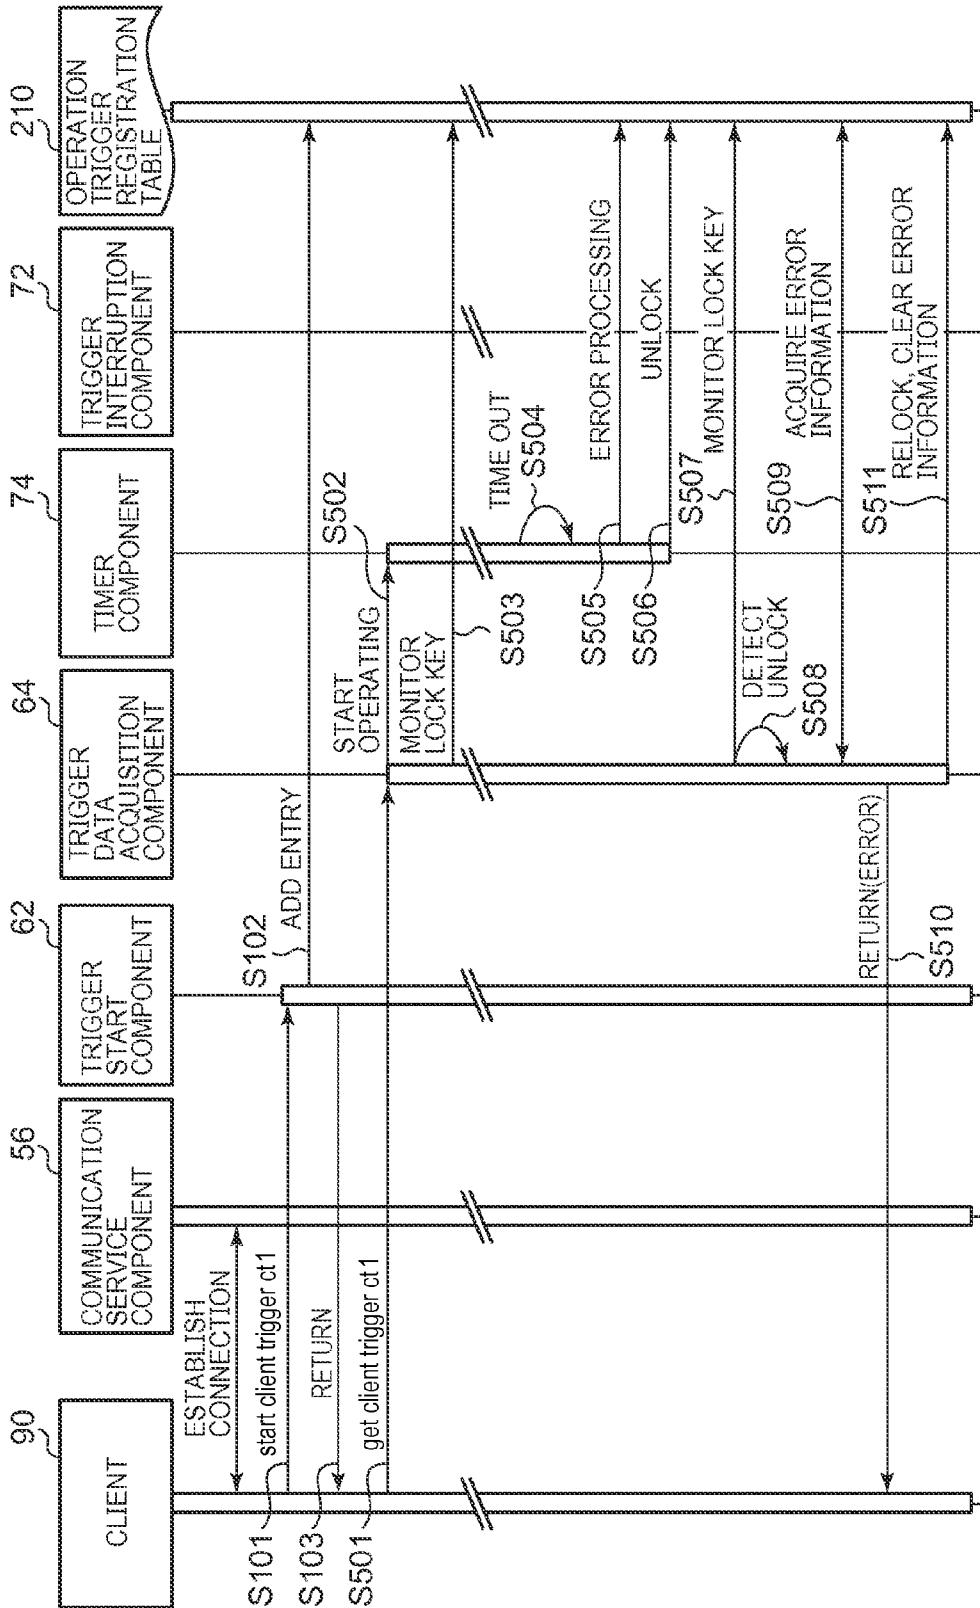 90
CLIENT
56
COMMUNICATION
SERVICE
COMPONENT
62
TRIGGER
START
COMPONENT
64
TRIGGER
DATA
ACQUISITION
COMPONENT
74
TIMER
COMPONENT
72
TRIGGER
INTERRUPTION
COMPONENT
210
OPERATION
TRIGGER
REGISTRATION
TABLE
ESTABLISH
CONNECTION
S101
start client trigger ct1
S102
ADD ENTRY
S103
RETURN
S501
get client trigger ct1
START
OPERATING
S502
MONITOR
LOCK KEY
S503
TIME OUT
S504
S505
ERROR PROCESSING
S506
UNLOCK
S507
MONITOR LOCK KEY
DETECT
UNLOCK
S508
S509
ACQUIRE ERROR
INFORMATION
RETURN(ERROR)
S510
S511
RELOCK, CLEAR ERROR
INFORMATION